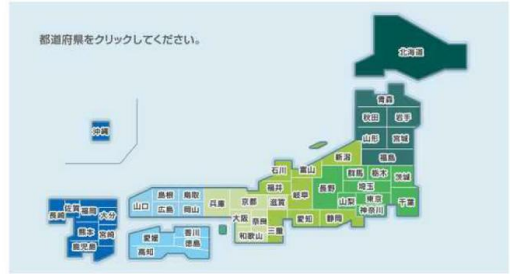 都道府県をクリックしてください。
北海道
青森
秋田
岩手
山形
宮城
福島
沖縄
新潟
石川
富山
福井
岐阜
長野
群馬
栃木
茨城
埼玉
山梨
東京
神奈川
千葉
愛知
静岡
島根
鳥取
山口
広島
岡山
兵庫
京都
滋賀
大阪
奈良
三重
和歌山
愛媛
香川
徳島
高知
佐賀
福岡
大分
長崎
熊本
宮崎
鹿児島